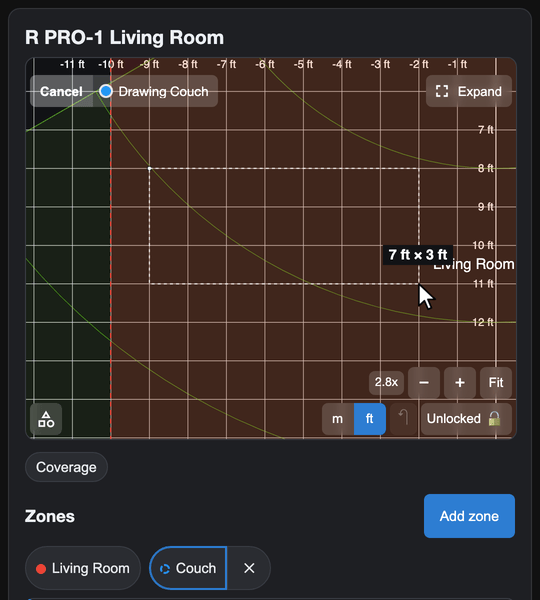 R PRO-1 Living Room
-11 ft -10 ft -9 ft -8 ft -7 ft -6 ft -5 ft -4 ft -3 ft -2 ft -1 ft
Cancel Drawing Couch Expand
7 ft
8 ft
9 ft
10 ft
7 ft × 3 ft
Living Room
11 ft
12 ft
2.8x − + Fit
m ft Unlocked
Coverage
Zones
Add zone
Living Room Couch ×